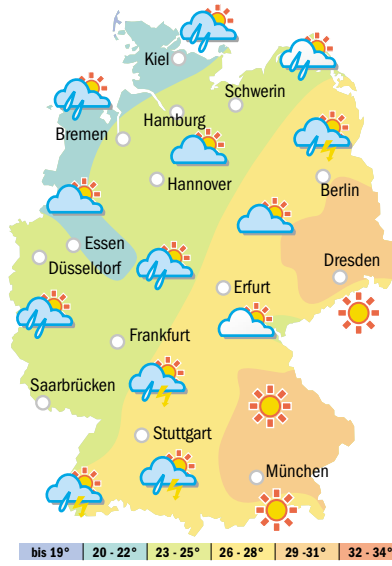 Kiel
Schwerin
Hamburg
Bremen
Hannover
Berlin
Essen
Düsseldorf
Dresden
Erfurt
Frankfurt
Saarbrücken
Stuttgart
München
bis 19° 20 - 22° 23 - 25° 26 - 28° 29 -31° 32 - 34°